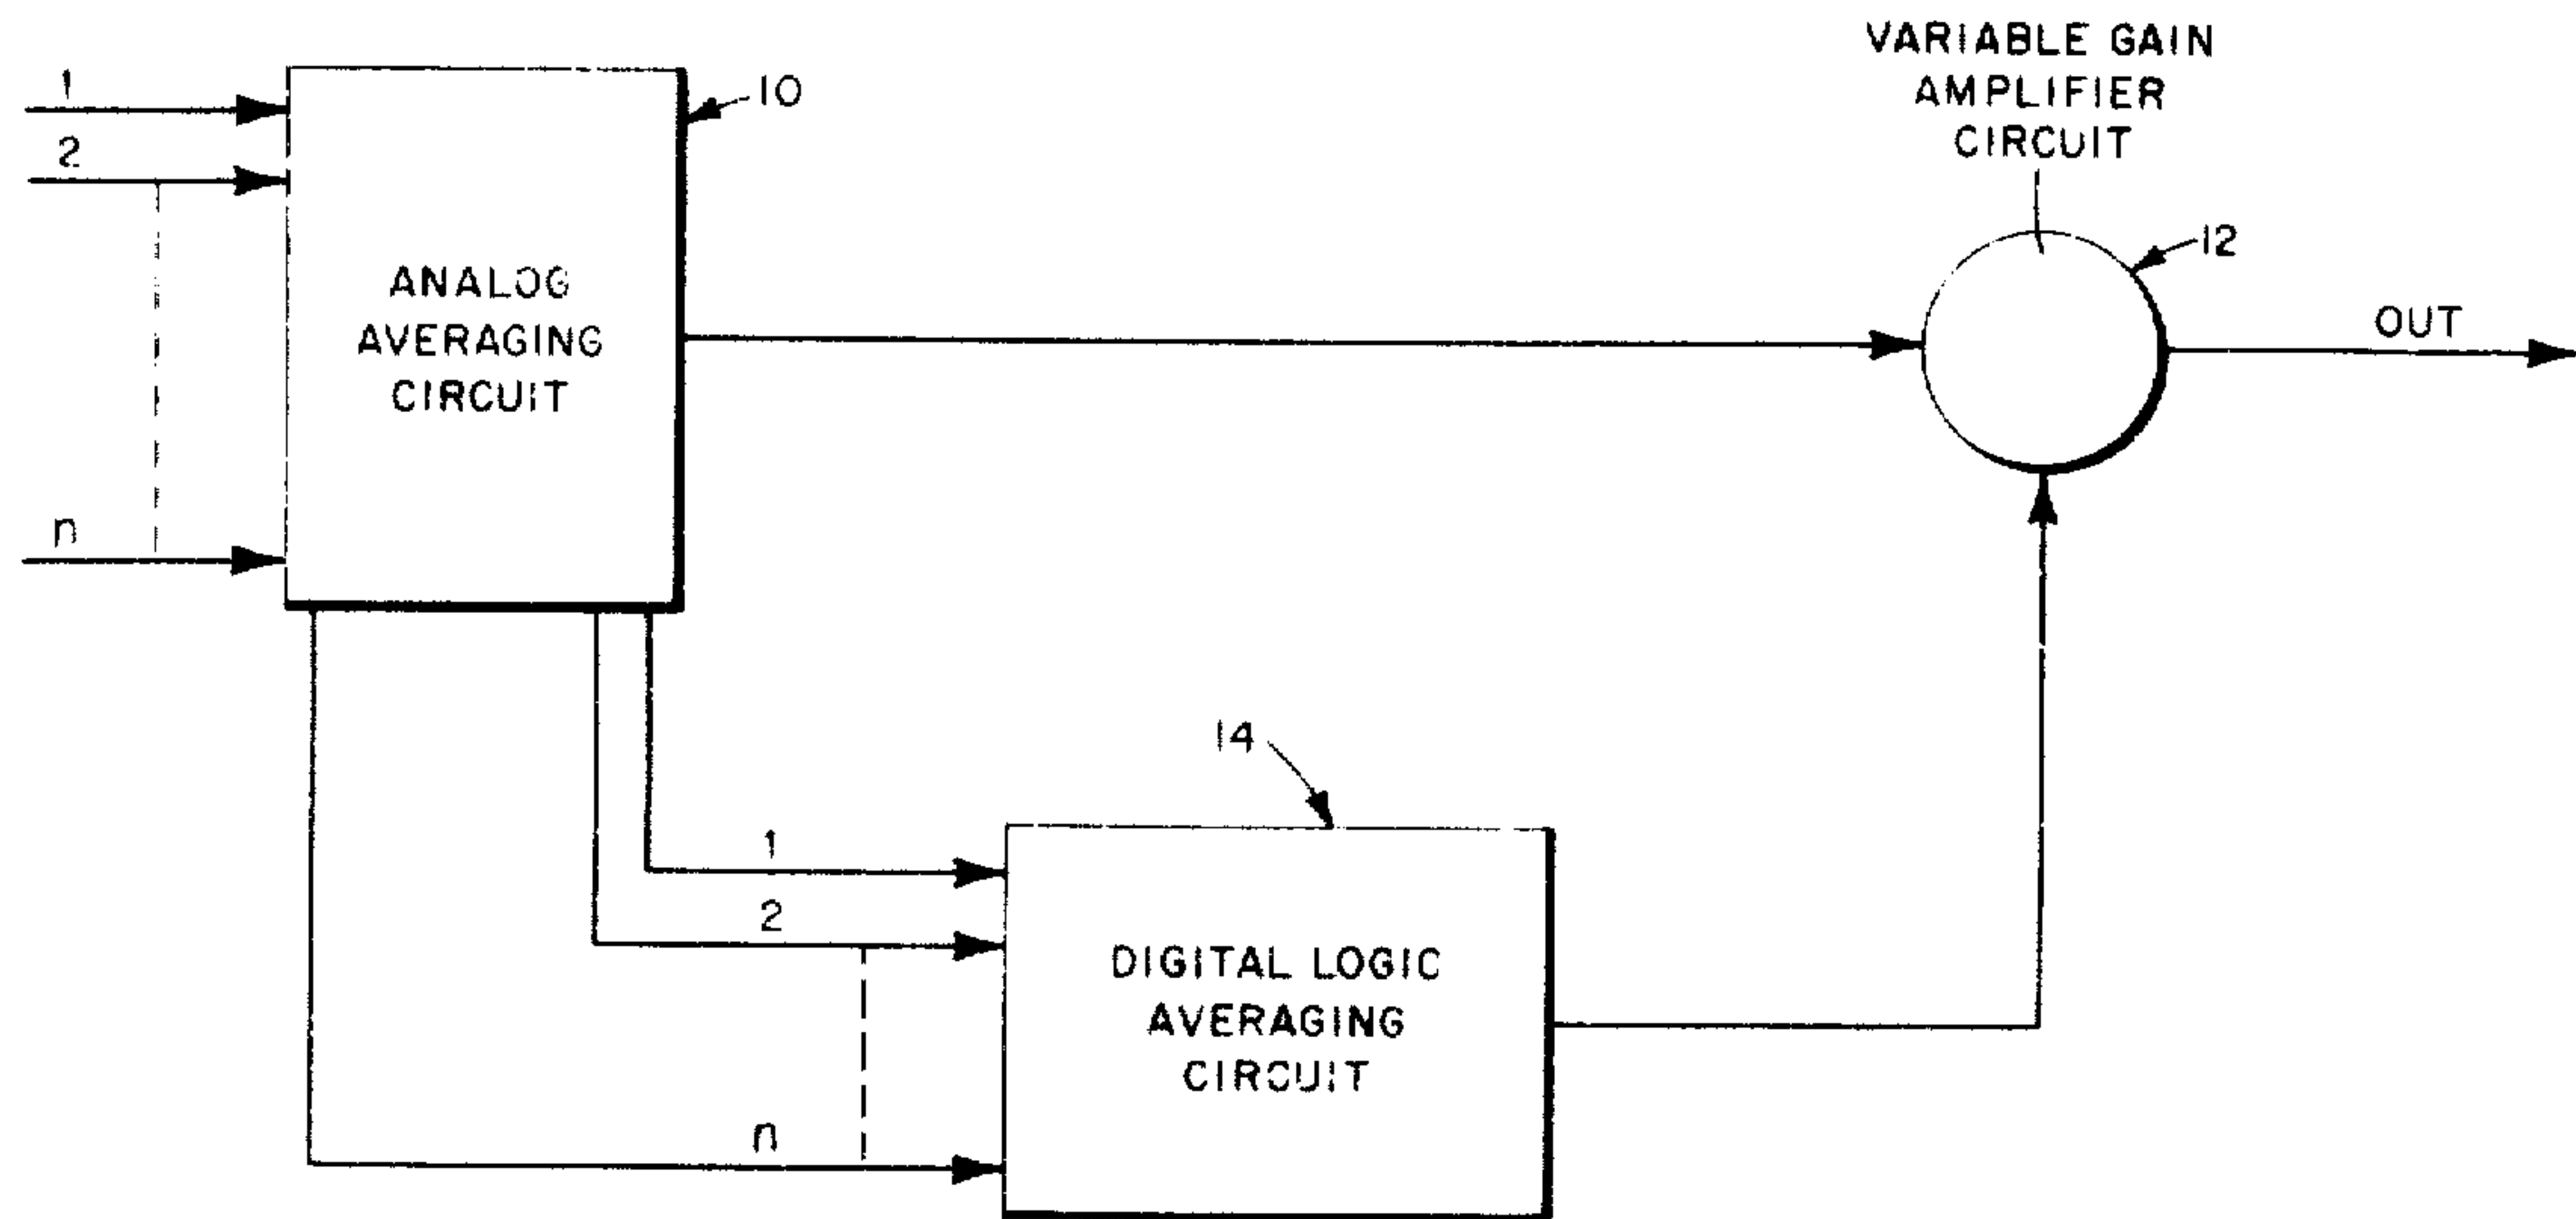 VARIABLE GAIN
AMPLIFIER
CIRCUIT
1
10
2
12
ANALOG
AVERAGING
CIRCUIT
OUT
n
14
1
2
DIGITAL LOGIC
AVERAGING
CIRCUIT
n